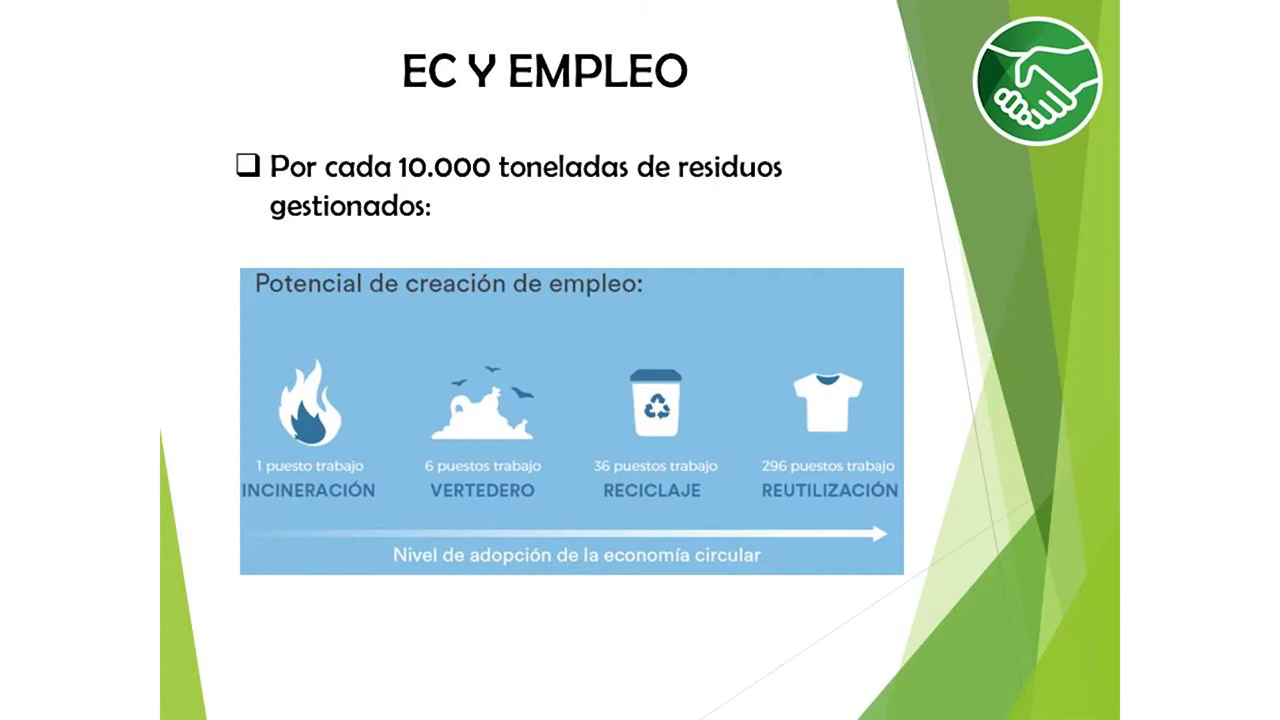 EC Y EMPLEO
❑ Por cada 10.000 toneladas de residuos
gestionados:
Potencial de creación de empleo:
1 puesto trabajo 6 puestos trabajo 36 puestos trabajo 296 puestos trabajo
INCINERACIÓN VERTEDERO RECICLAJE REUTILIZACIÓN
Nivel de adopción de la economía circular